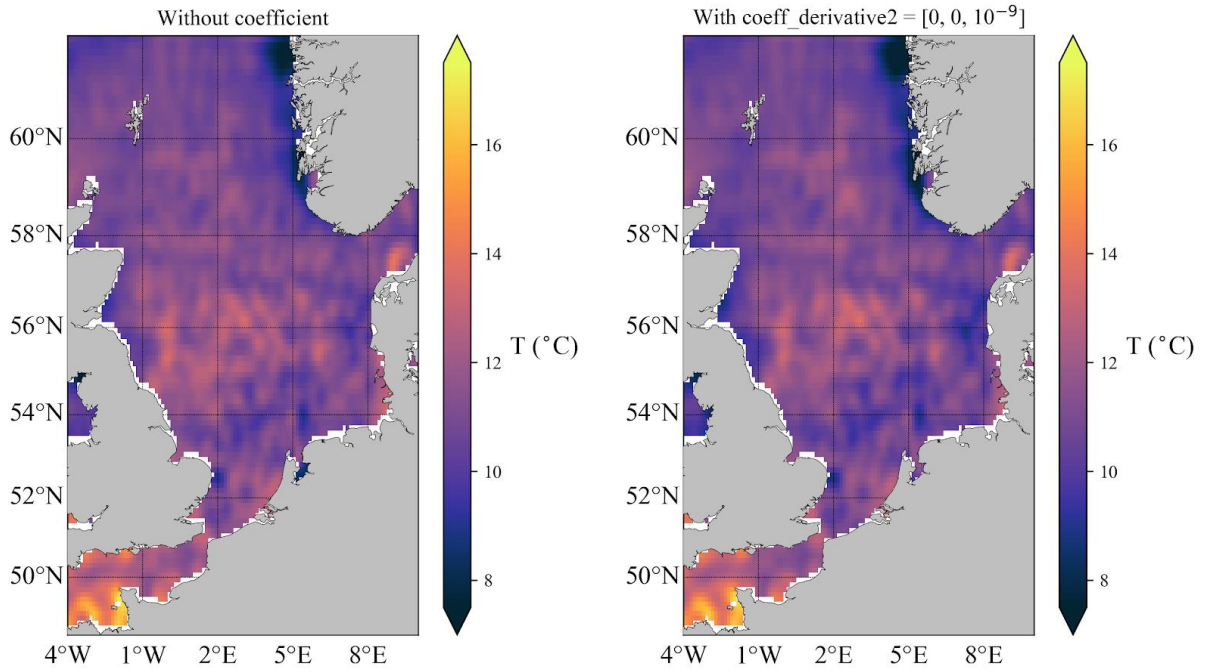 Without coefficient
60°N
58°N
56°N
54°N
52°N
50°N
4°W 1°W 2°E 5°E 8°E
16
14
12
10
8
T (°C)
With coeff_derivative2 = [0, 0, 10⁻⁹]
60°N
58°N
56°N
54°N
52°N
50°N
4°W 1°W 2°E 5°E 8°E
16
14
12
10
8
T (°C)